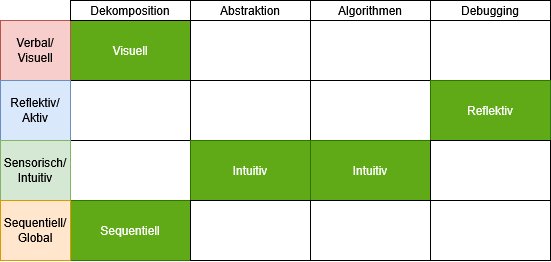 Dekomposition Abstraktion Algorithmen Debugging
Verbal/
Visuell
Visuell
Reflektiv/
Aktiv
Reflektiv
Sensorisch/
Intuitiv
Intuitiv Intuitiv
Sequentiell/
Global
Sequentiell